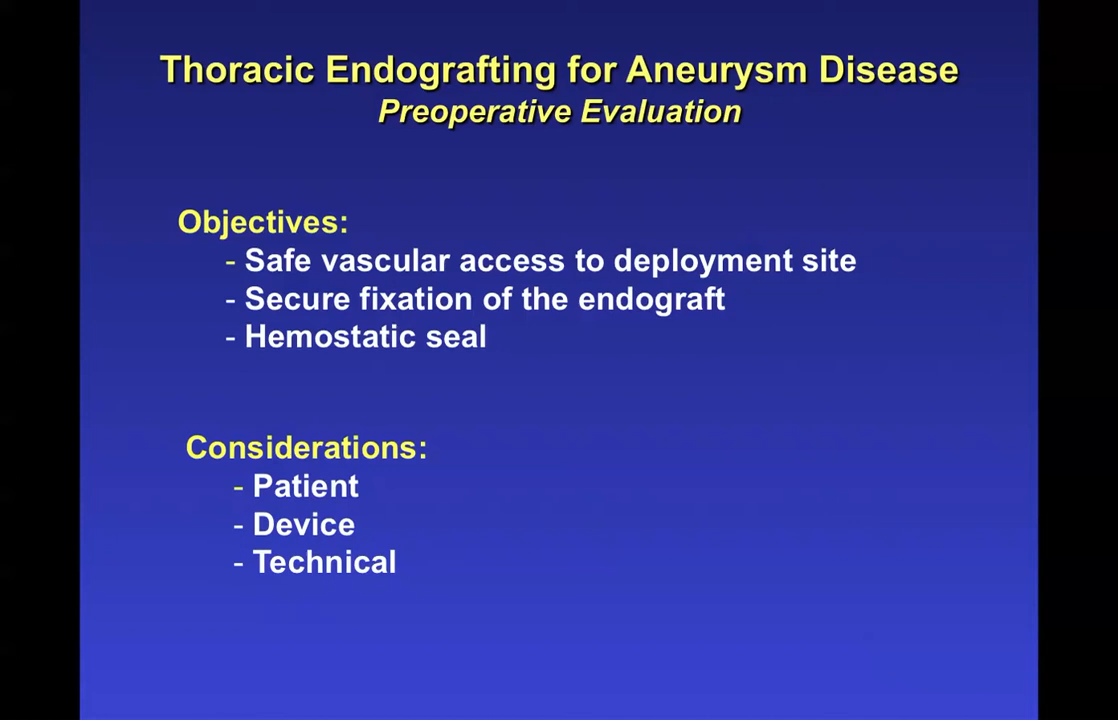 Thoracic Endografting for Aneurysm Disease
Preoperative Evaluation
Objectives:
- Safe vascular access to deployment site
- Secure fixation of the endograft
- Hemostatic seal
Considerations:
- Patient
- Device
- Technical